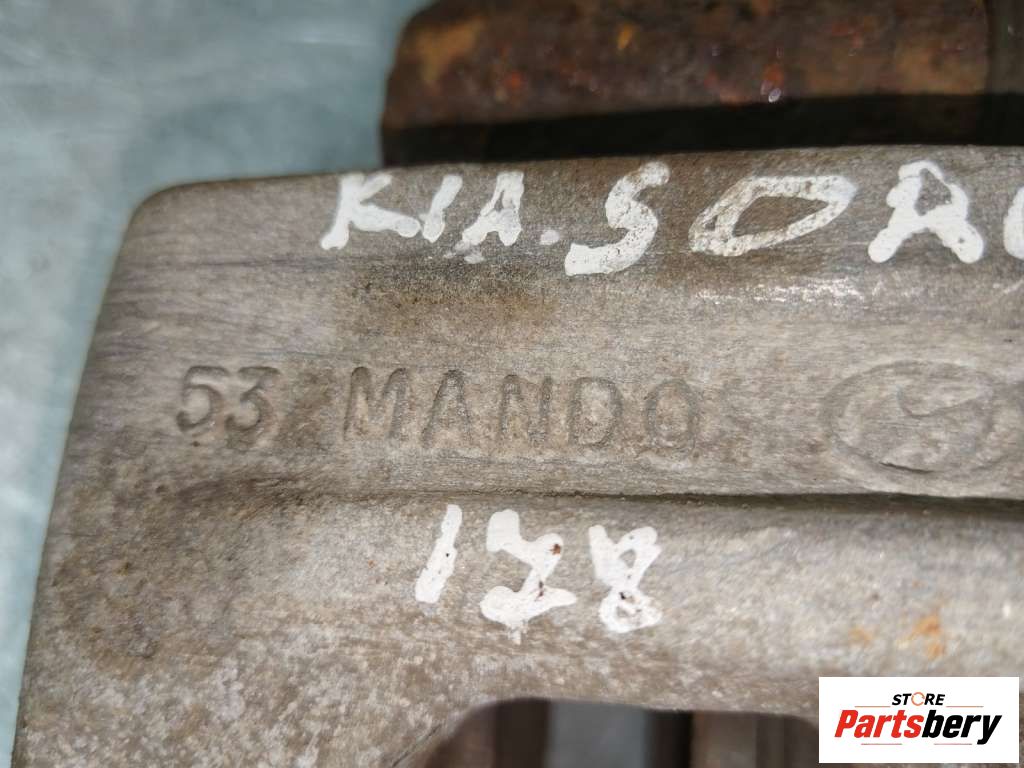 KIA.SOR
53 MANDO
128
STORE
Partsbery